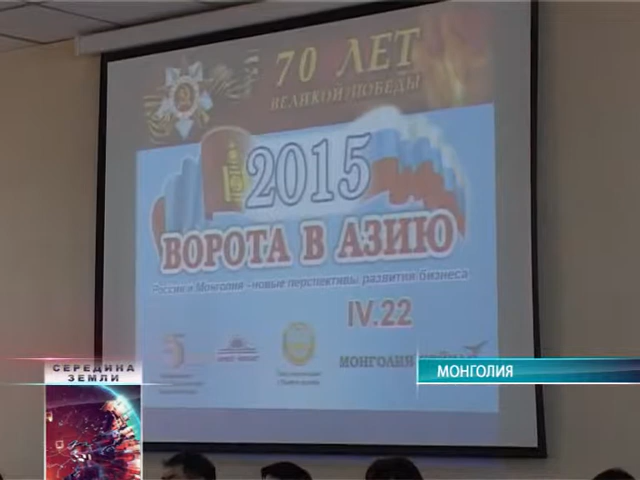 70 ЛЕТ
ВЕЛИКОЙ ПОБЕДЫ
2015
ВОРОТА В АЗИЮ
Россия и Монголия - новые перспективы развития бизнеса
IV.22
МОНГОЛИЯ
СЕРЕДИНА
ЗЕМЛИ
МОНГОЛИЯ